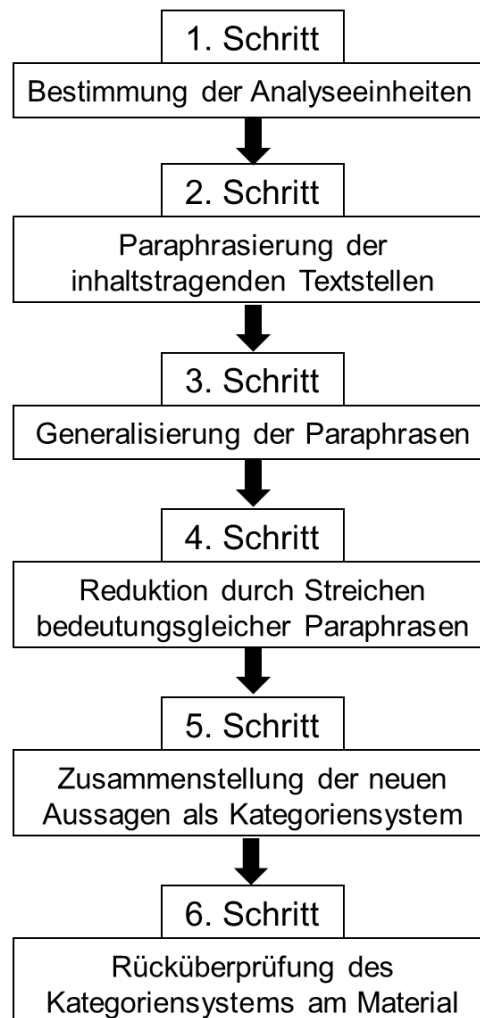 1. Schritt
Bestimmung der Analyseeinheiten
2. Schritt
Paraphrasierung der
inhaltstragenden Textstellen
3. Schritt
Generalisierung der Paraphrasen
4. Schritt
Reduktion durch Streichen
bedeutungsgleicher Paraphrasen
5. Schritt
Zusammenstellung der neuen
Aussagen als Kategoriensystem
6. Schritt
Rücküberprüfung des
Kategoriensystems am Material